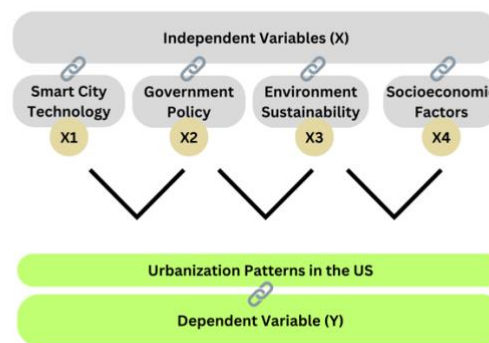 Independent Variables (X)
Smart City
Technology
X1
Government
Policy
X2
Environment
Sustainability
X3
Socioeconomic
Factors
X4
Urbanization Patterns in the US
Dependent Variable (Y)